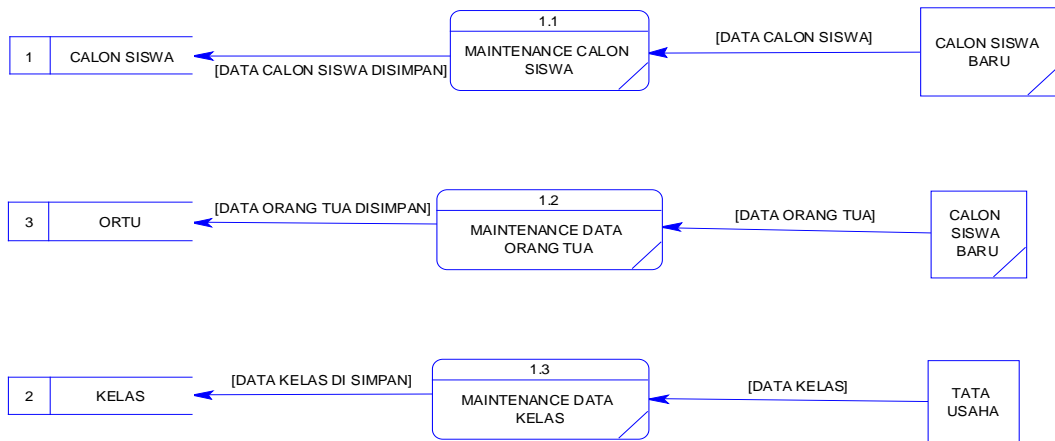 1
CALON SISWA
[DATA CALON SISWA DISIMPAN]
1.1
MAINTENANCE CALON
SISWA
[DATA CALON SISWA]
CALON SISWA
BARU
3
ORTU
[DATA ORANG TUA DISIMPAN]
1.2
MAINTENANCE DATA
ORANG TUA
[DATA ORANG TUA]
CALON
SISWA
BARU
2
KELAS
[DATA KELAS DI SIMPAN]
1.3
MAINTENANCE DATA
KELAS
[DATA KELAS]
TATA
USAHA